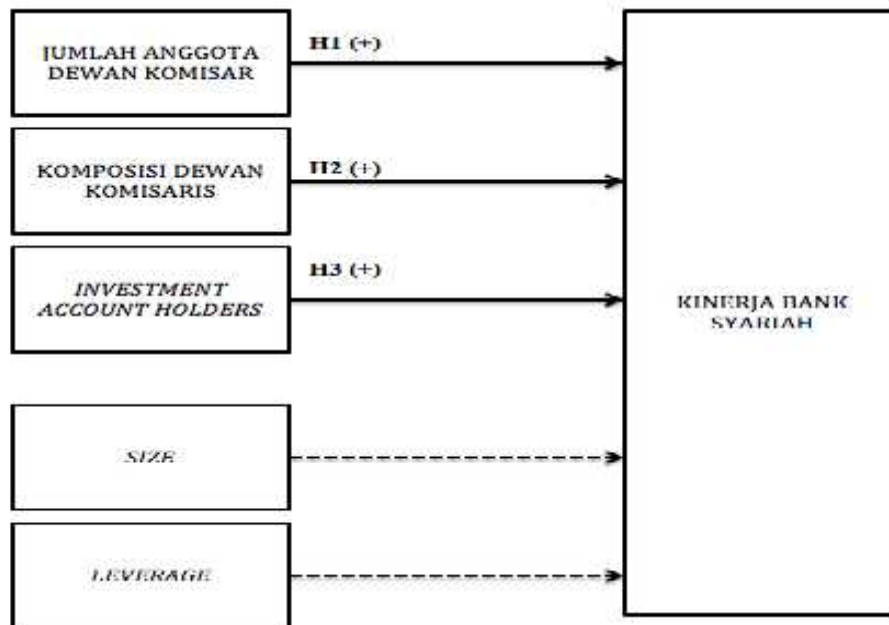 JUMLAH ANGGOTA
DEWAN KOMISAR
H1 (+)
KOMPOSISI DEWAN
KOMISARIS
H2 (+)
INVESTMENT
ACCOUNT HOLDERS
H3 (+)
KINERJA BANK
SYARIAH
SIZE
LEVERAGE